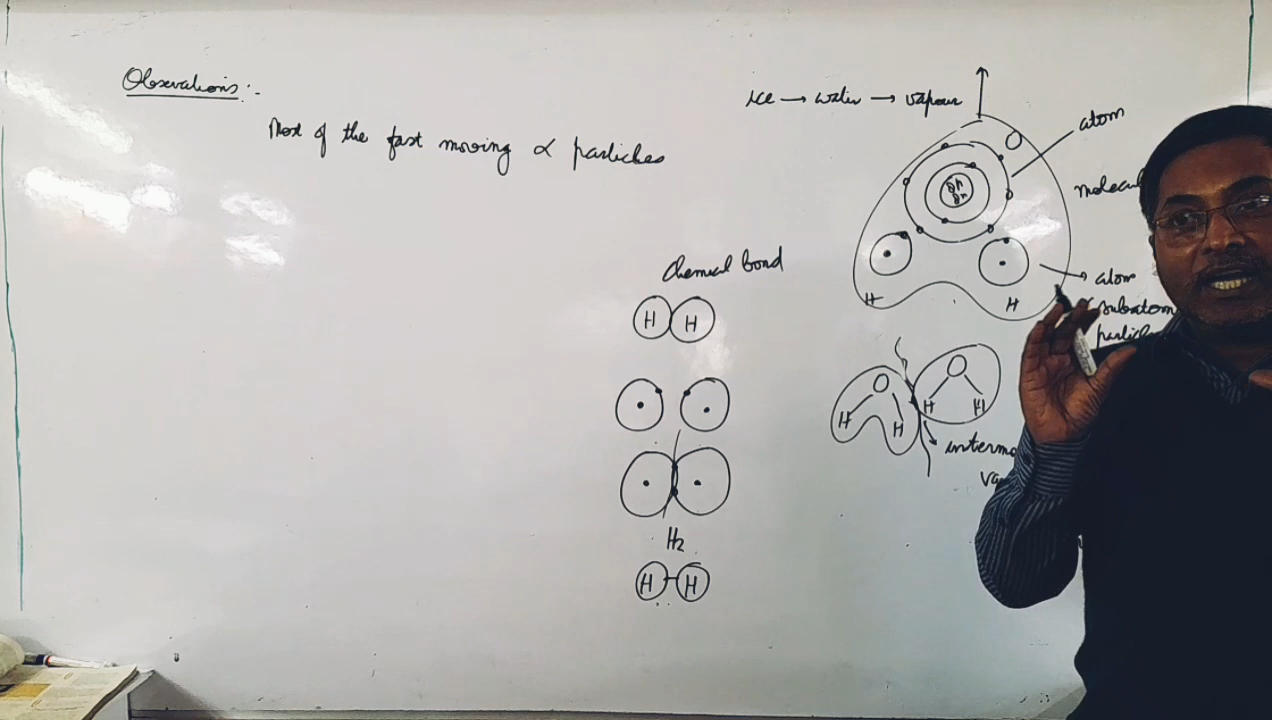 Observations:-
Most of the fast moving α particles
ice → water → vapour
atom
O
molecul
H
H
atom
subatom
particle
Chemical bond
H H
O
H H
O
H H
interm
va
H2
H-H